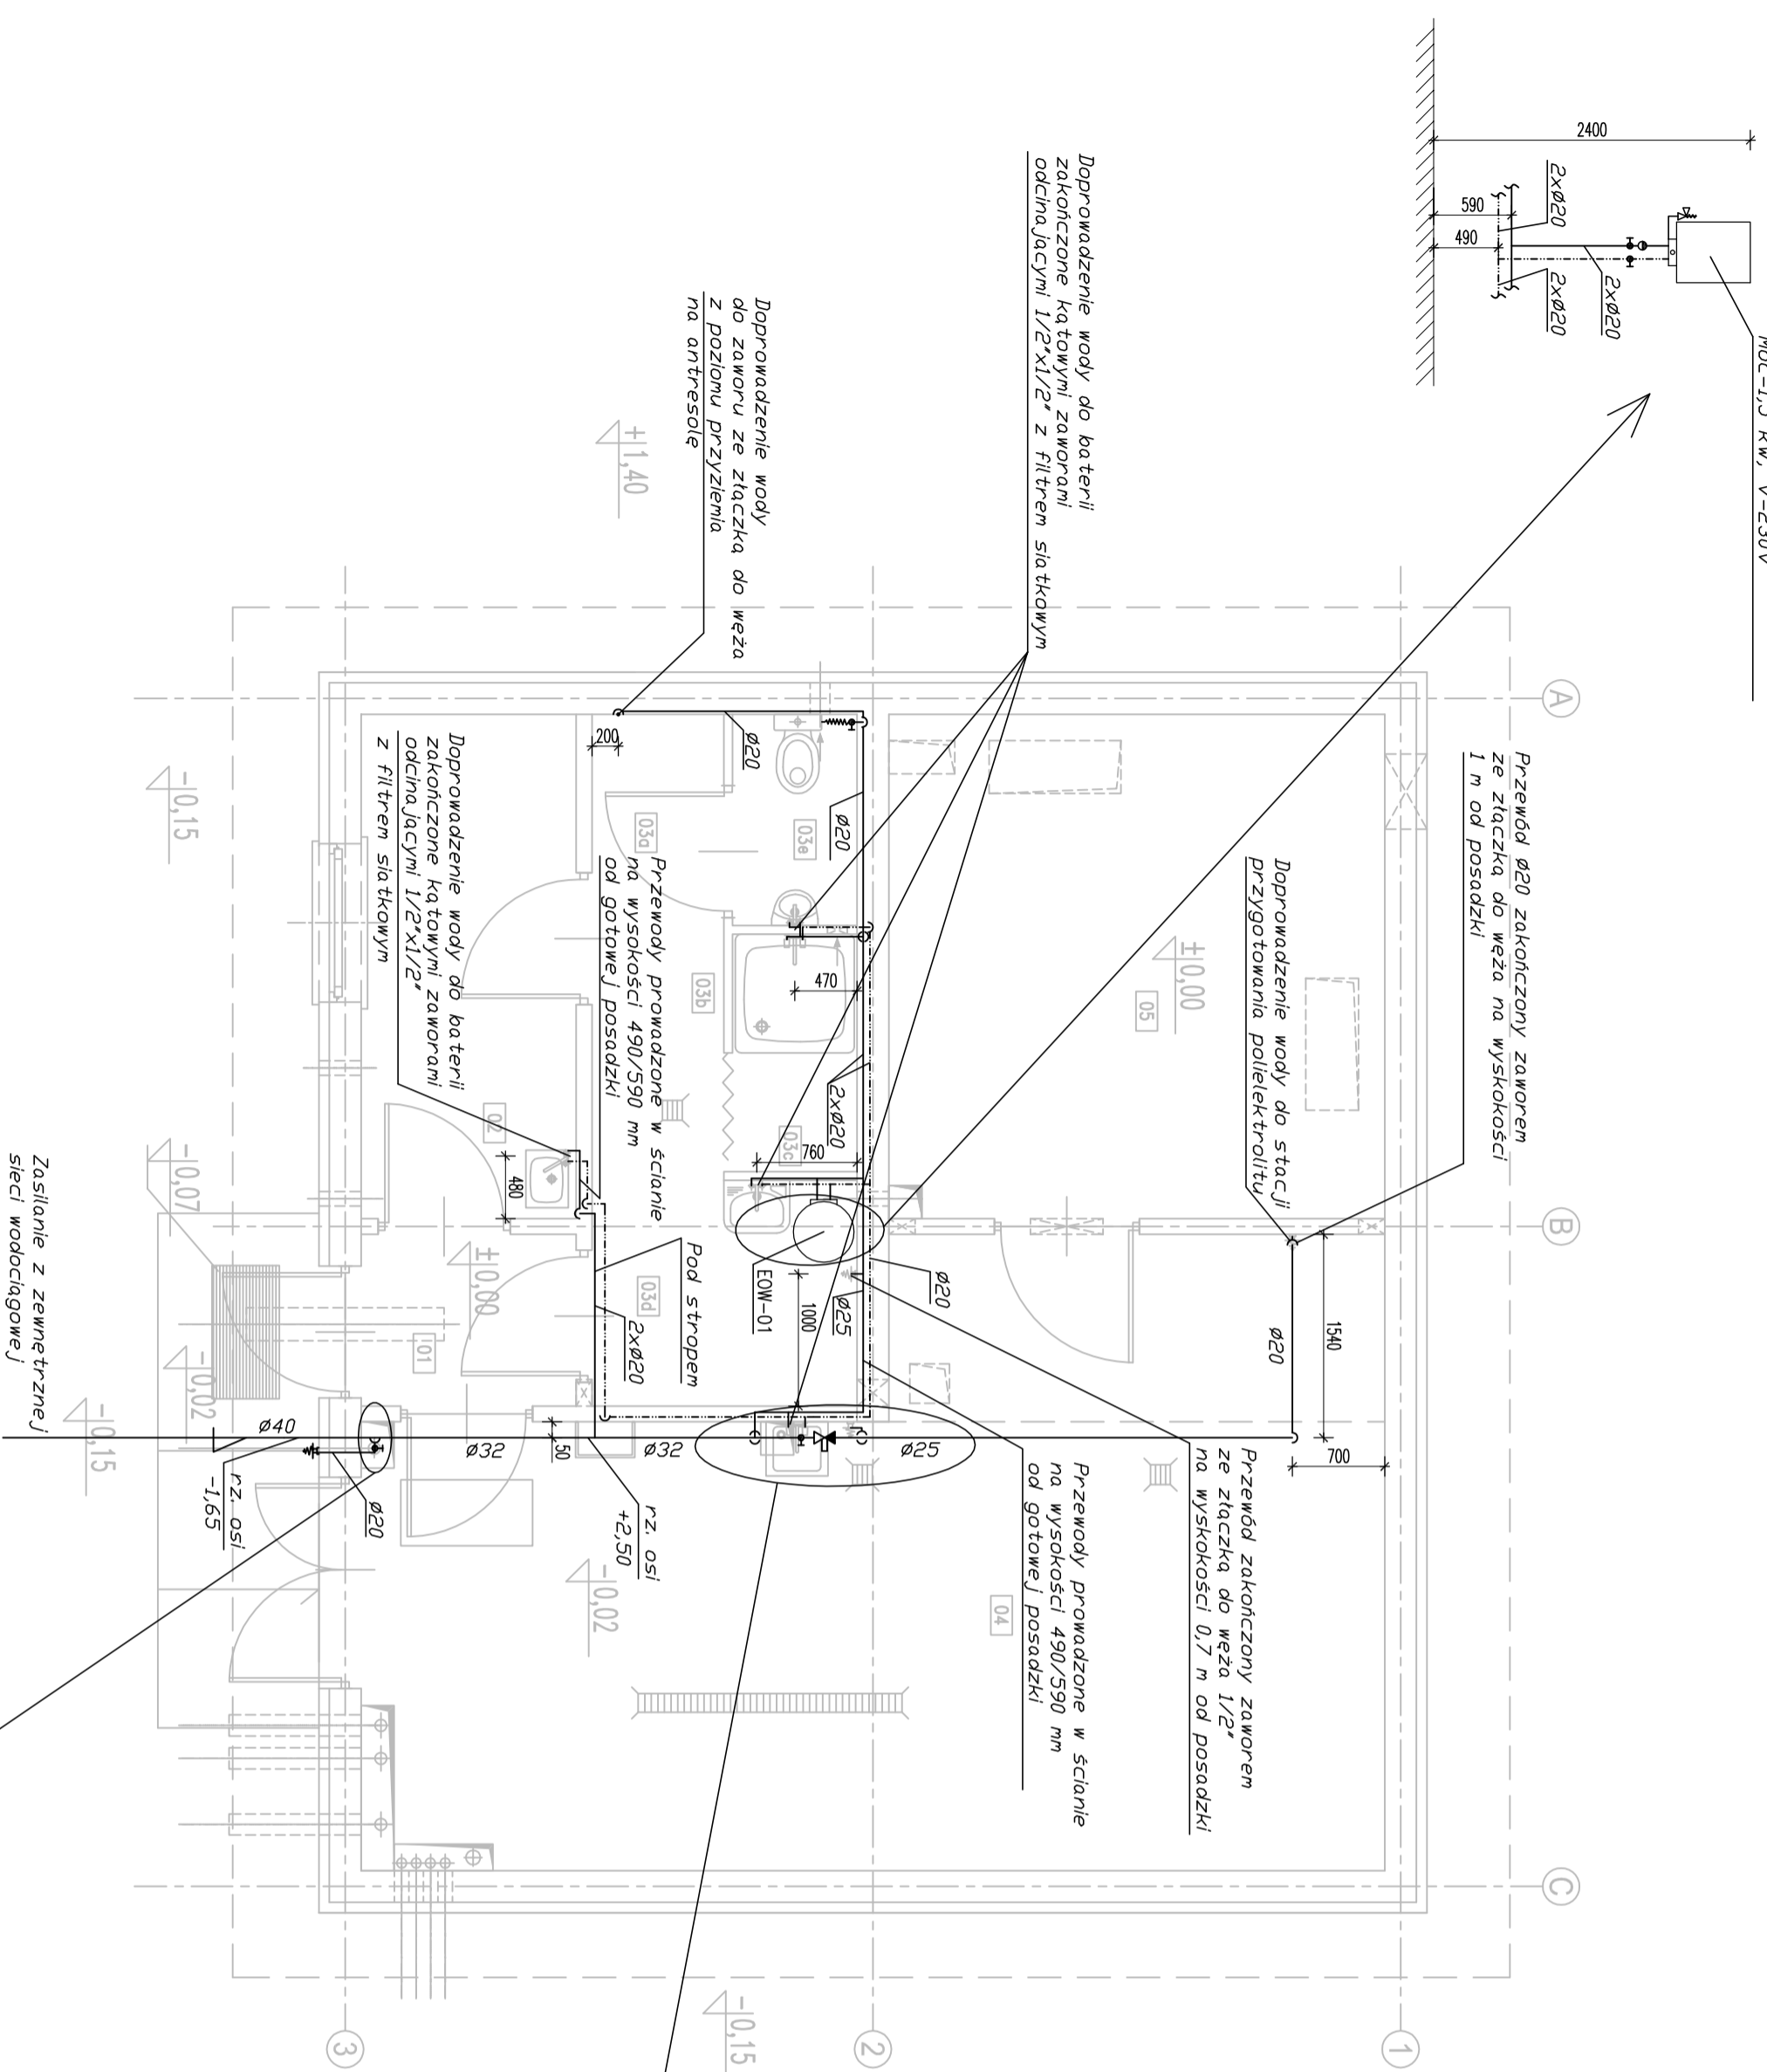 2400
590
490
2xø20
2xø20
2xø20
Doprowadzenie wody do baterii
zakończone kątowymi zaworami
odcinającymi 1/2"x1/2" z filtrem siatkowym
Doprowadzenie wody
do zaworu ze złączką do węża
z poziomu przyziemia
na antresolę
+1,40
Przewód ø20 zakończony zaworem
ze złączką do węża na wyskokości
1 m od posadzki
Doprowadzenie wody do stacji
przygotowania polielektrolitu
A
B
C
1
2
3
±0,00
05
1540
ø20
700
200
ø20
ø20
03e
03a
03b
03c
03d
470
2xø20
760
Przewody prowadzone w ścianie
na wysokości 490/590 mm
od gotowej posadzki
Doprowadzenie wody do baterii
zakończone kątowymi zaworami
odcinającymi 1/2"x1/2"
z filtrem siatkowym
-0,15
02
480
-0,07
±0,00
01
-0,02
-0,15
EOW-01
1000
ø25
ø20
Pod stropem
2xø20
50
ø40
ø32
ø32
ø25
ø20
rz. osi
-1,65
rz. osi
+2,50
-0,02
04
Przewód zakończony zaworem
ze złączką do węża 1/2"
na wyskokości 0,7 m od posadzki
Przewody prowadzone w ścianie
na wysokości 490/590 mm
od gotowej posadzki
Zasilanie z zewnętrznej
sieci wodociągowej
-0,15